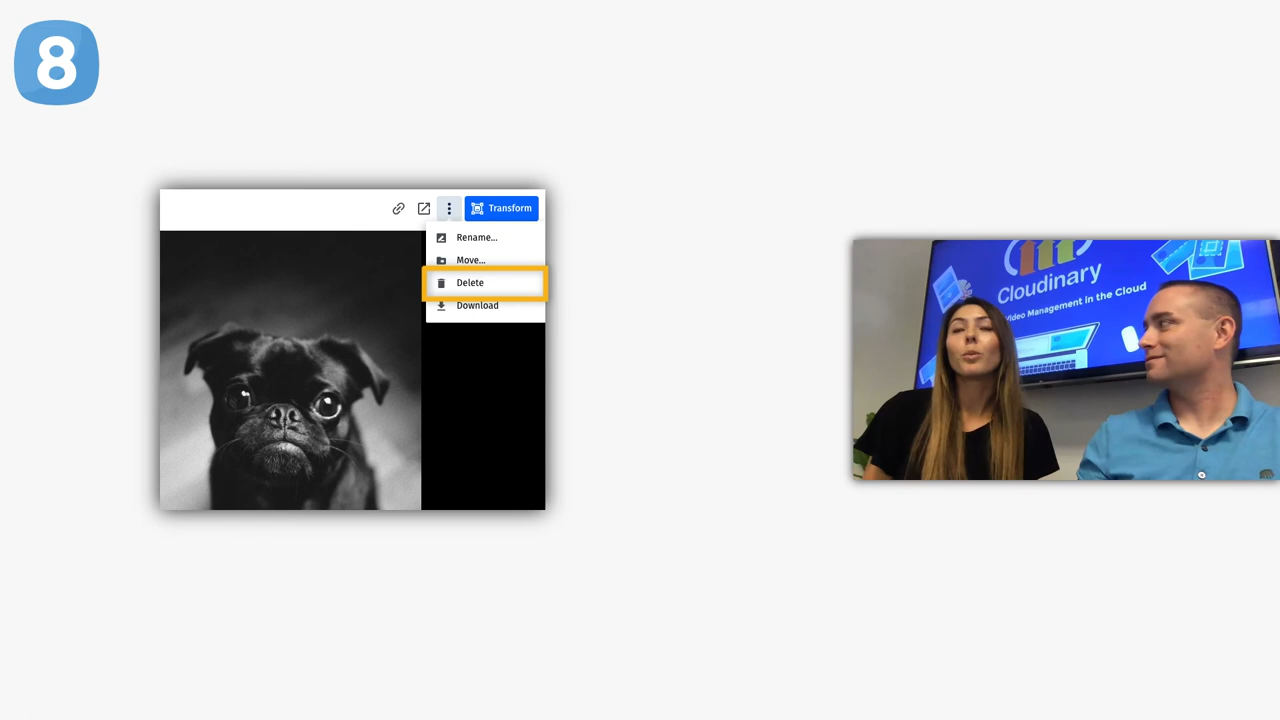 8
Transform
Rename...
Move...
Delete
Download
Cloudinary
Video Management in the Cloud